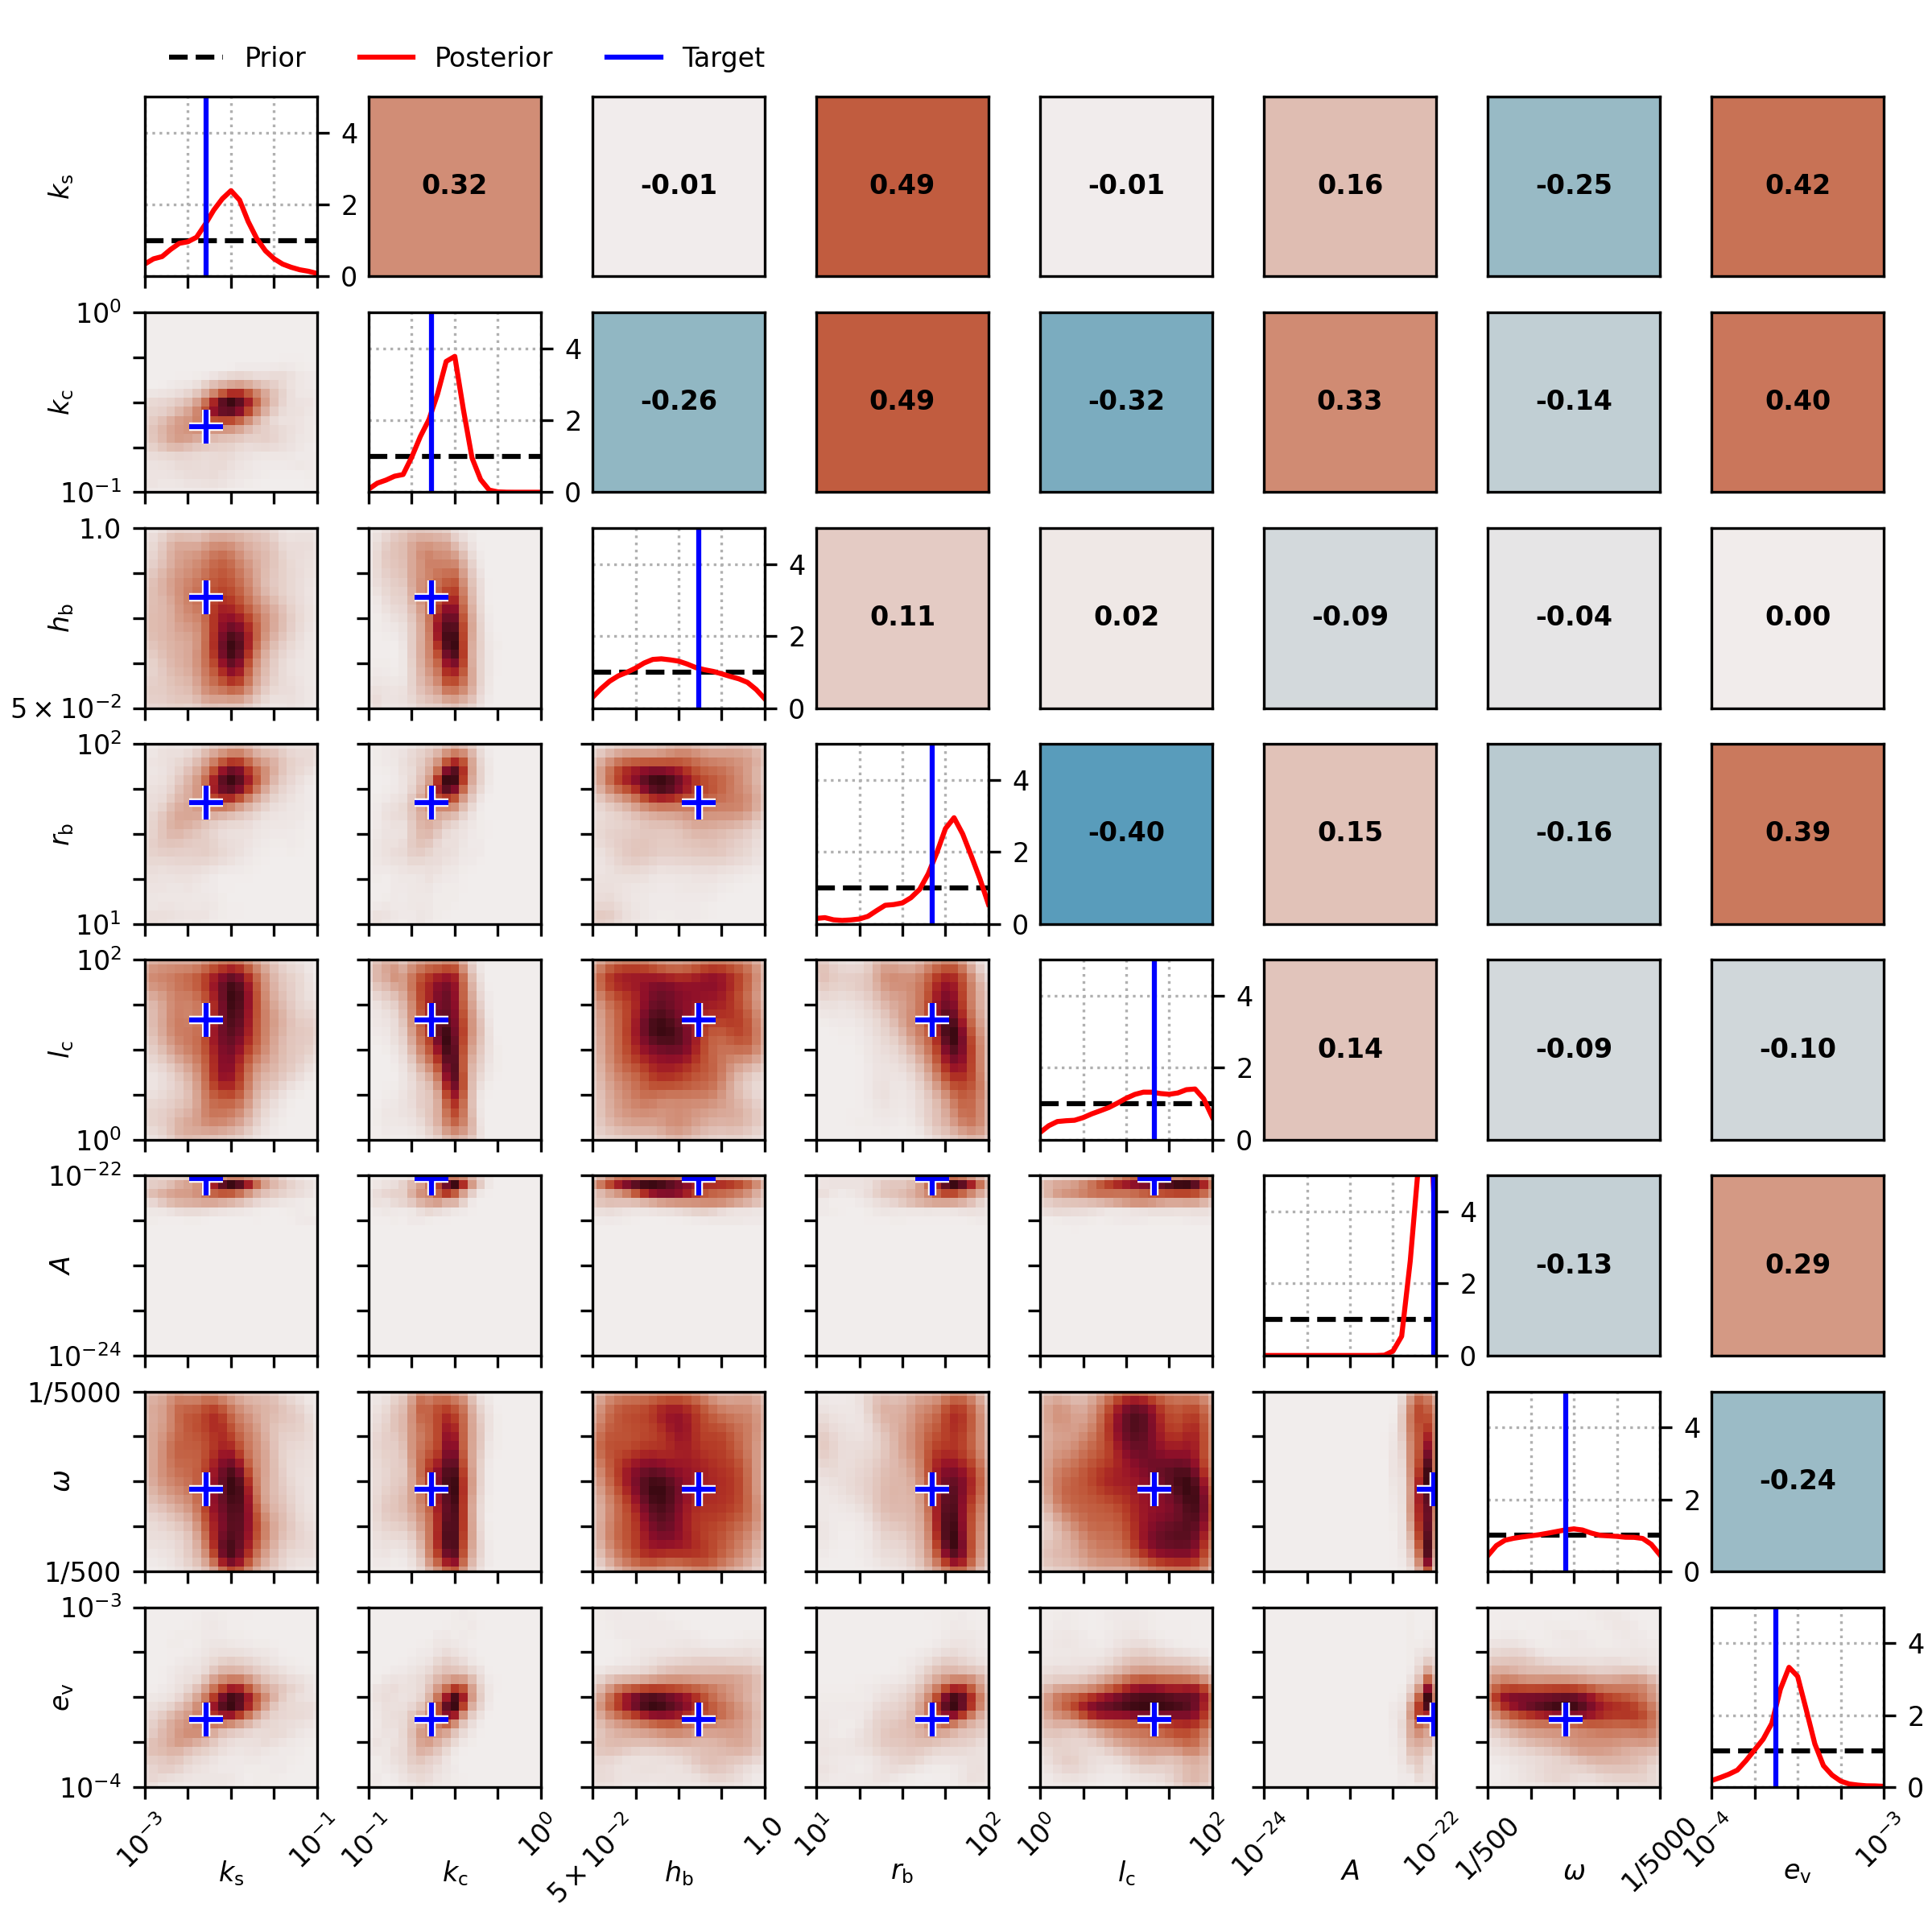 Prior Posterior Target
k_s 4 2 0 0.32 -0.01 0.49 -0.01 0.16 -0.25 0.42
10^0 k_c 10^-1 4 2 0 -0.26 0.49 -0.32 0.33 -0.14 0.40
1.0 h_b 5×10^-2 4 2 0 0.11 0.02 -0.09 -0.04 0.00
10^2 r_b 10^1 4 2 0 -0.40 0.15 -0.16 0.39
10^2 l_c 10^0 4 2 0 0.14 -0.09 -0.10
10^-22 A 10^-24 4 2 0 -0.13 0.29
1/5000 ω 1/500 4 2 0 -0.24
10^-3 e_v 10^-4 4 2 0
10^-3 10^-1 10^-1 10^0 5×10^-2 1.0 10^1 10^2 10^0 10^2 10^-24 10^-22 1/500 1/5000 10^-4 10^-3
k_s k_c h_b r_b l_c A ω e_v